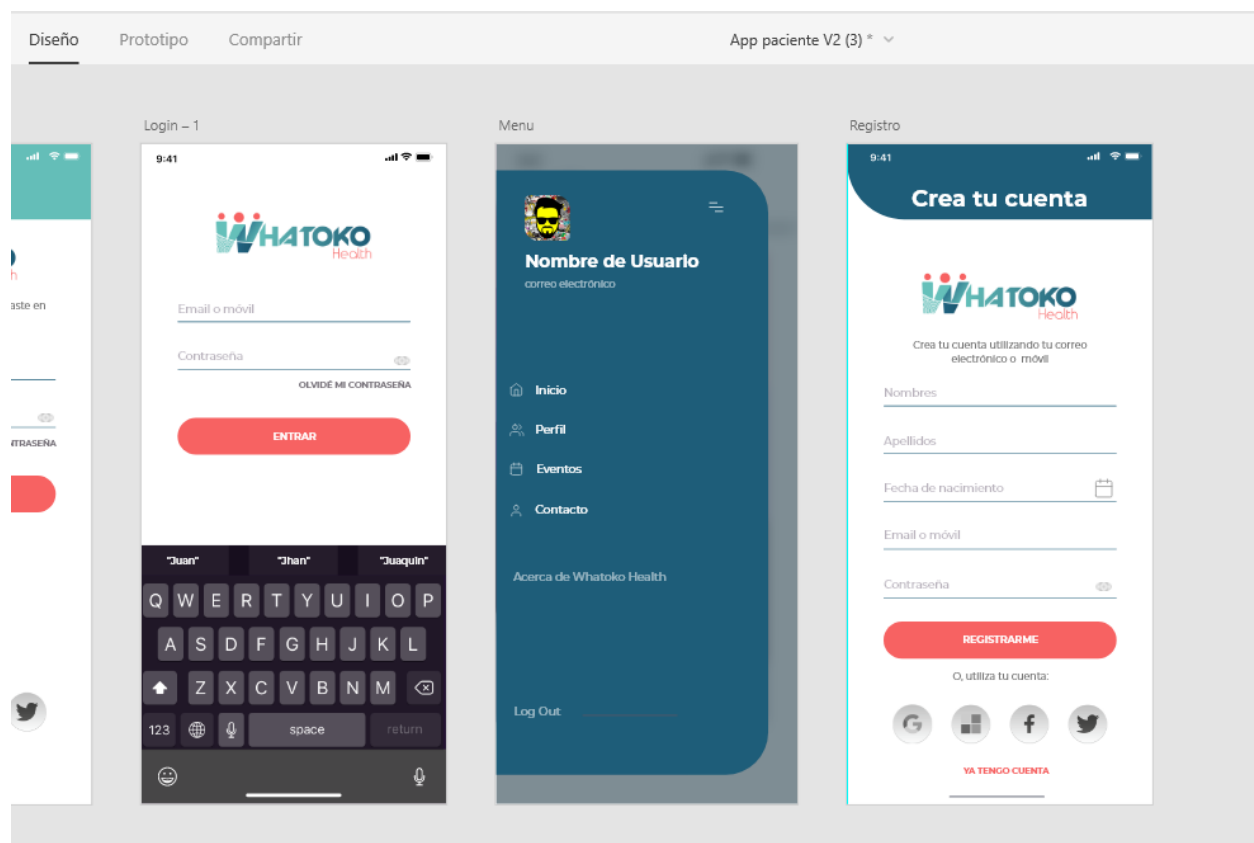 Diseño
Prototipo
Compartir
App paciente V2 (3) *
aste en
TRASEÑA
Login – 1
9:41
WHATOKO
Health
Email o móvil
Contraseña
OLVIDÉ MI CONTRASEÑA
ENTRAR
"Juan" "Jhan" "Juaquin"
Q W E R T Y U I O P
A S D F G H J K L
Z X C V B N M
123 space return
Menu
Nombre de Usuario
correo electrónico
Inicio
Perfil
Eventos
Contacto
Acerca de Whatoko Health
Log Out
Registro
9:41
Crea tu cuenta
WHATOKO
Health
Crea tu cuenta utilizando tu correo
electrónico o móvil
Nombres
Apellidos
Fecha de nacimiento
Email o móvil
Contraseña
REGISTRARME
O, utiliza tu cuenta:
G f
YA TENGO CUENTA